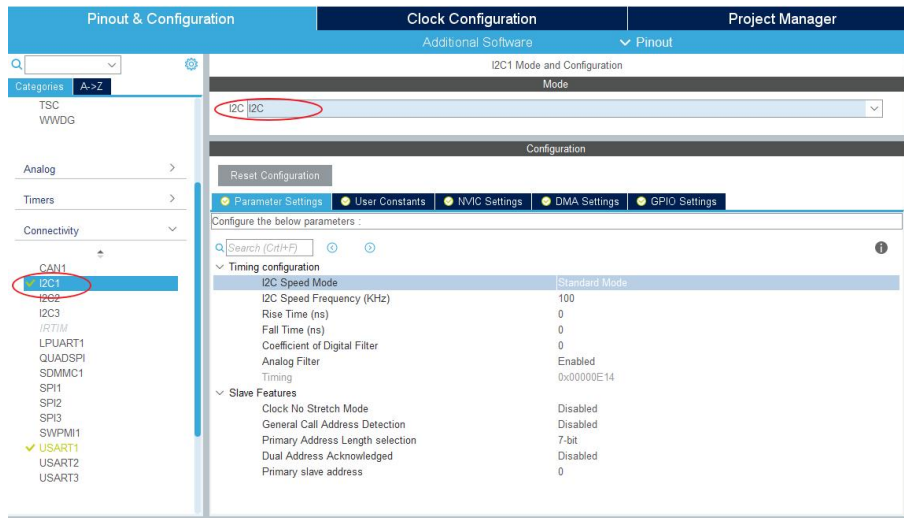 Pinout & Configuration Clock Configuration Project Manager
Additional Software Pinout
I2C1 Mode and Configuration
Categories A->Z
Mode
TSC
WWDG
I2C I2C
Configuration
Analog
Reset Configuration
Timers
Parameter Settings User Constants NVIC Settings DMA Settings GPIO Settings
Configure the below parameters :
Connectivity
Search (Crtl+F)
CAN1
I2C1
I2C2
I2C3
IRTIM
LPUART1
QUADSPI
SDMMC1
SPI1
SPI2
SPI3
SWPMI1
USART1
USART2
USART3
Timing configuration
I2C Speed Mode Standard Mode
I2C Speed Frequency (KHz) 100
Rise Time (ns) 0
Fall Time (ns) 0
Coefficient of Digital Filter 0
Analog Filter Enabled
Timing 0x00000E14
Slave Features
Clock No Stretch Mode Disabled
General Call Address Detection Disabled
Primary Address Length selection 7-bit
Dual Address Acknowledged Disabled
Primary slave address 0